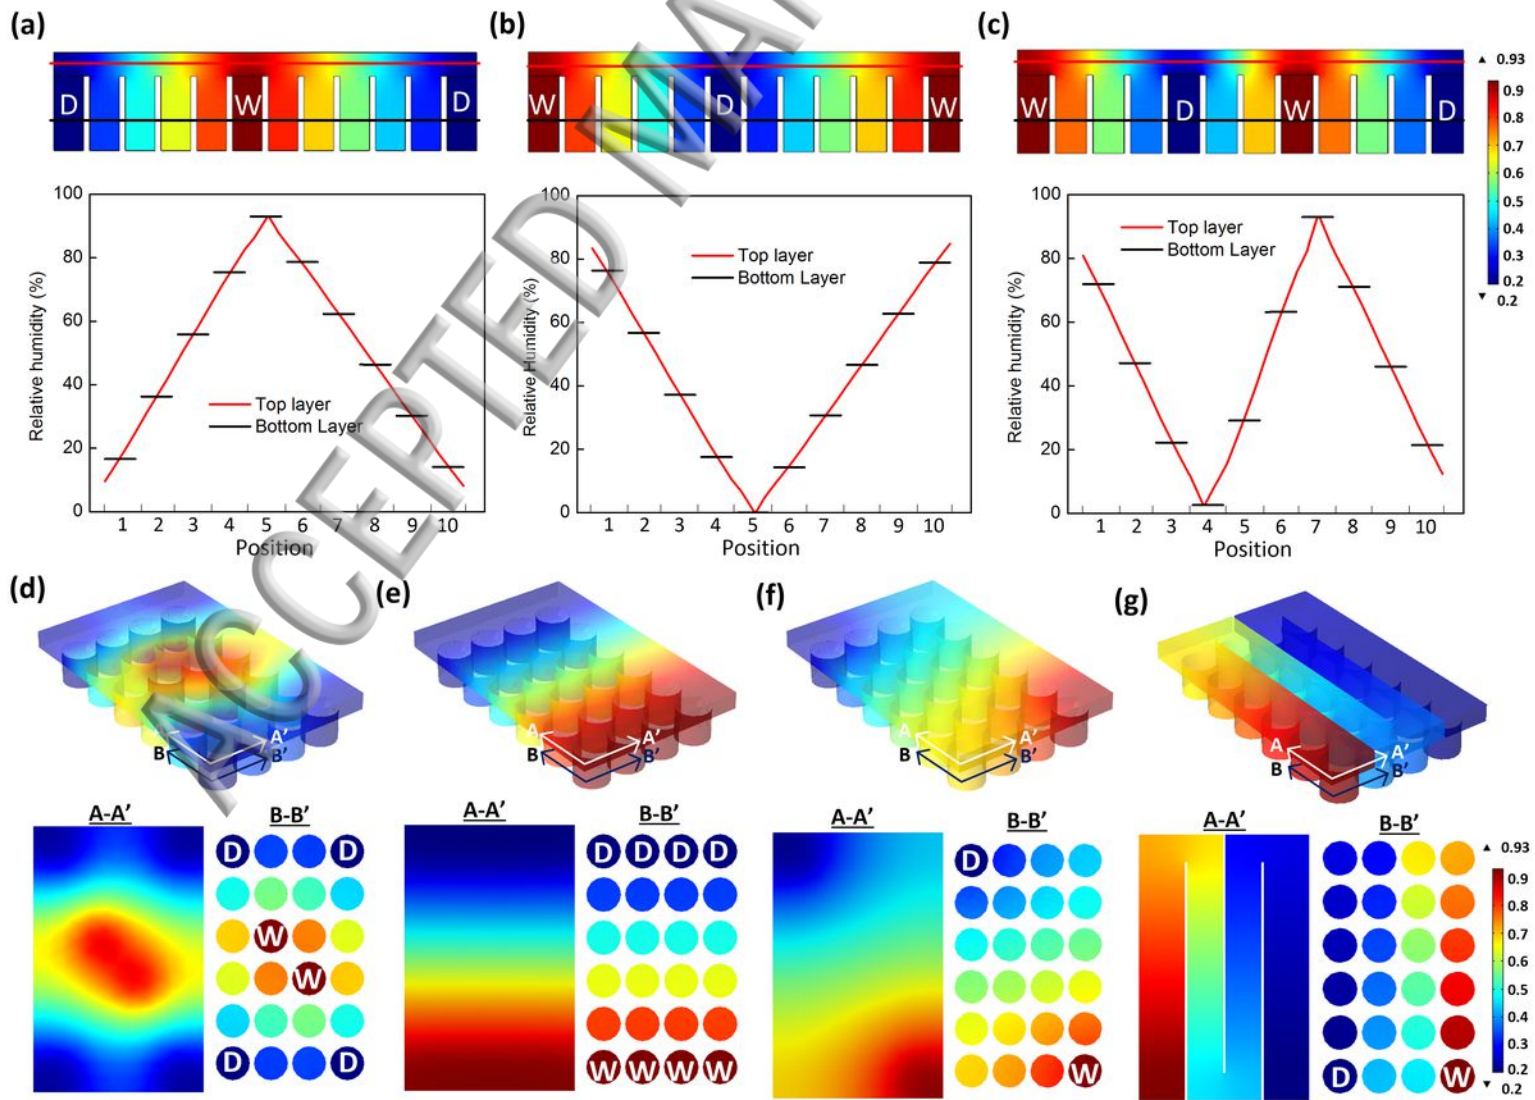 (a)
D W D
Relative humidity (%)
100
80
60
40
20
0
Top layer
Bottom Layer
1 2 3 4 5 6 7 8 9 10
Position
(b)
W D W
Relative Humidity (%)
100
80
60
40
20
0
Top layer
Bottom Layer
1 2 3 4 5 6 7 8 9 10
Position
(c)
W D W D
▲ 0.93
0.9
0.8
0.7
0.6
0.5
0.4
0.3
0.2
▼ 0.2
Relative humidity (%)
100
80
60
40
20
0
Top layer
Bottom Layer
1 2 3 4 5 6 7 8 9 10
Position
ACCEPTED MA
(d)
A A'
B B'
A-A' B-B'
D D
W
W
D D
(e)
A A'
B B'
A-A' B-B'
D D D D
W W W W
(f)
A A'
B B'
A-A' B-B'
D
W
(g)
A A'
B B'
A-A' B-B'
D W
▲ 0.93
0.9
0.8
0.7
0.6
0.5
0.4
0.3
0.2
▼ 0.2